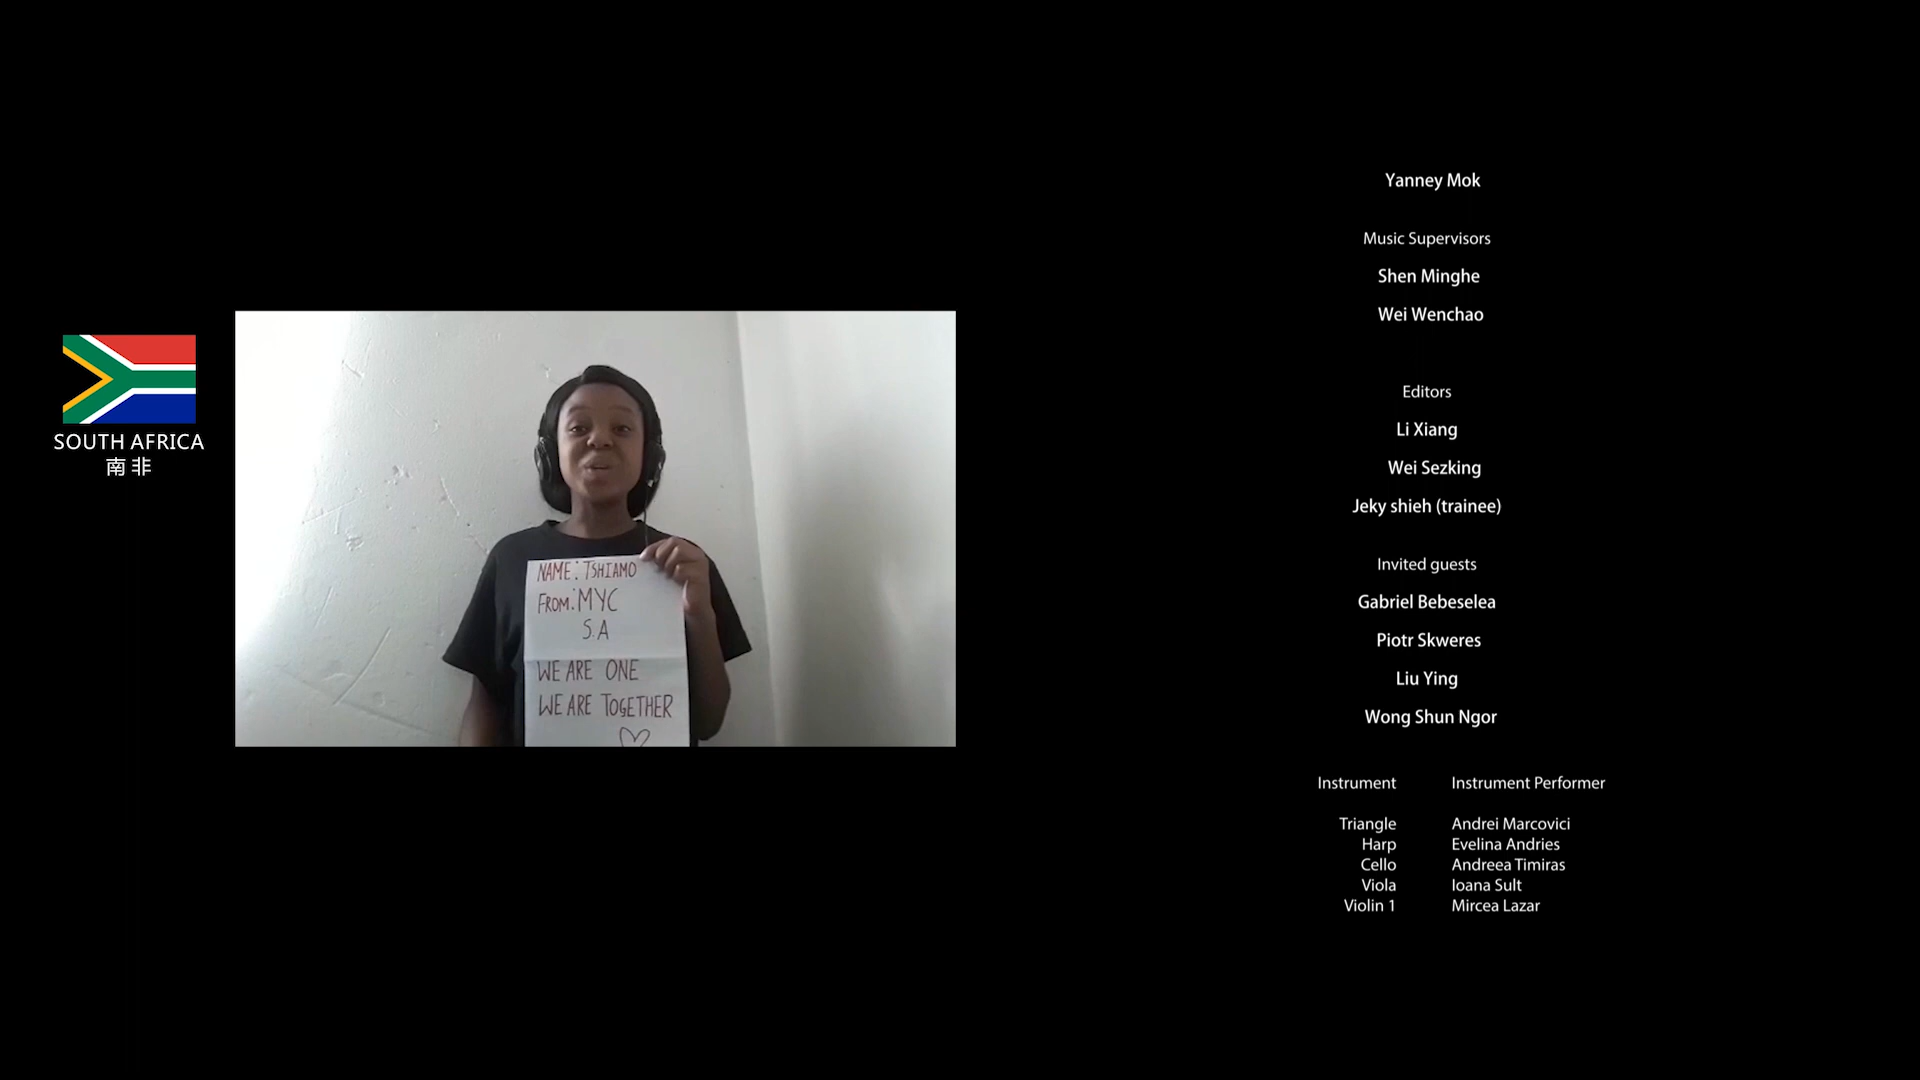 SOUTH AFRICA
南非
NAME: TSHIAMO
FROM: MYC
S.A
WE ARE ONE
WE ARE TOGETHER
Yanney Mok
Music Supervisors
Shen Minghe
Wei Wenchao
Editors
Li Xiang
Wei Sezking
Jeky shieh (trainee)
Invited guests
Gabriel Bebeselea
Piotr Skweres
Liu Ying
Wong Shun Ngor
Instrument Instrument Performer
Triangle Andrei Marcovici
Harp Evelina Andries
Cello Andreea Timiras
Viola Ioana Sult
Violin 1 Mircea Lazar